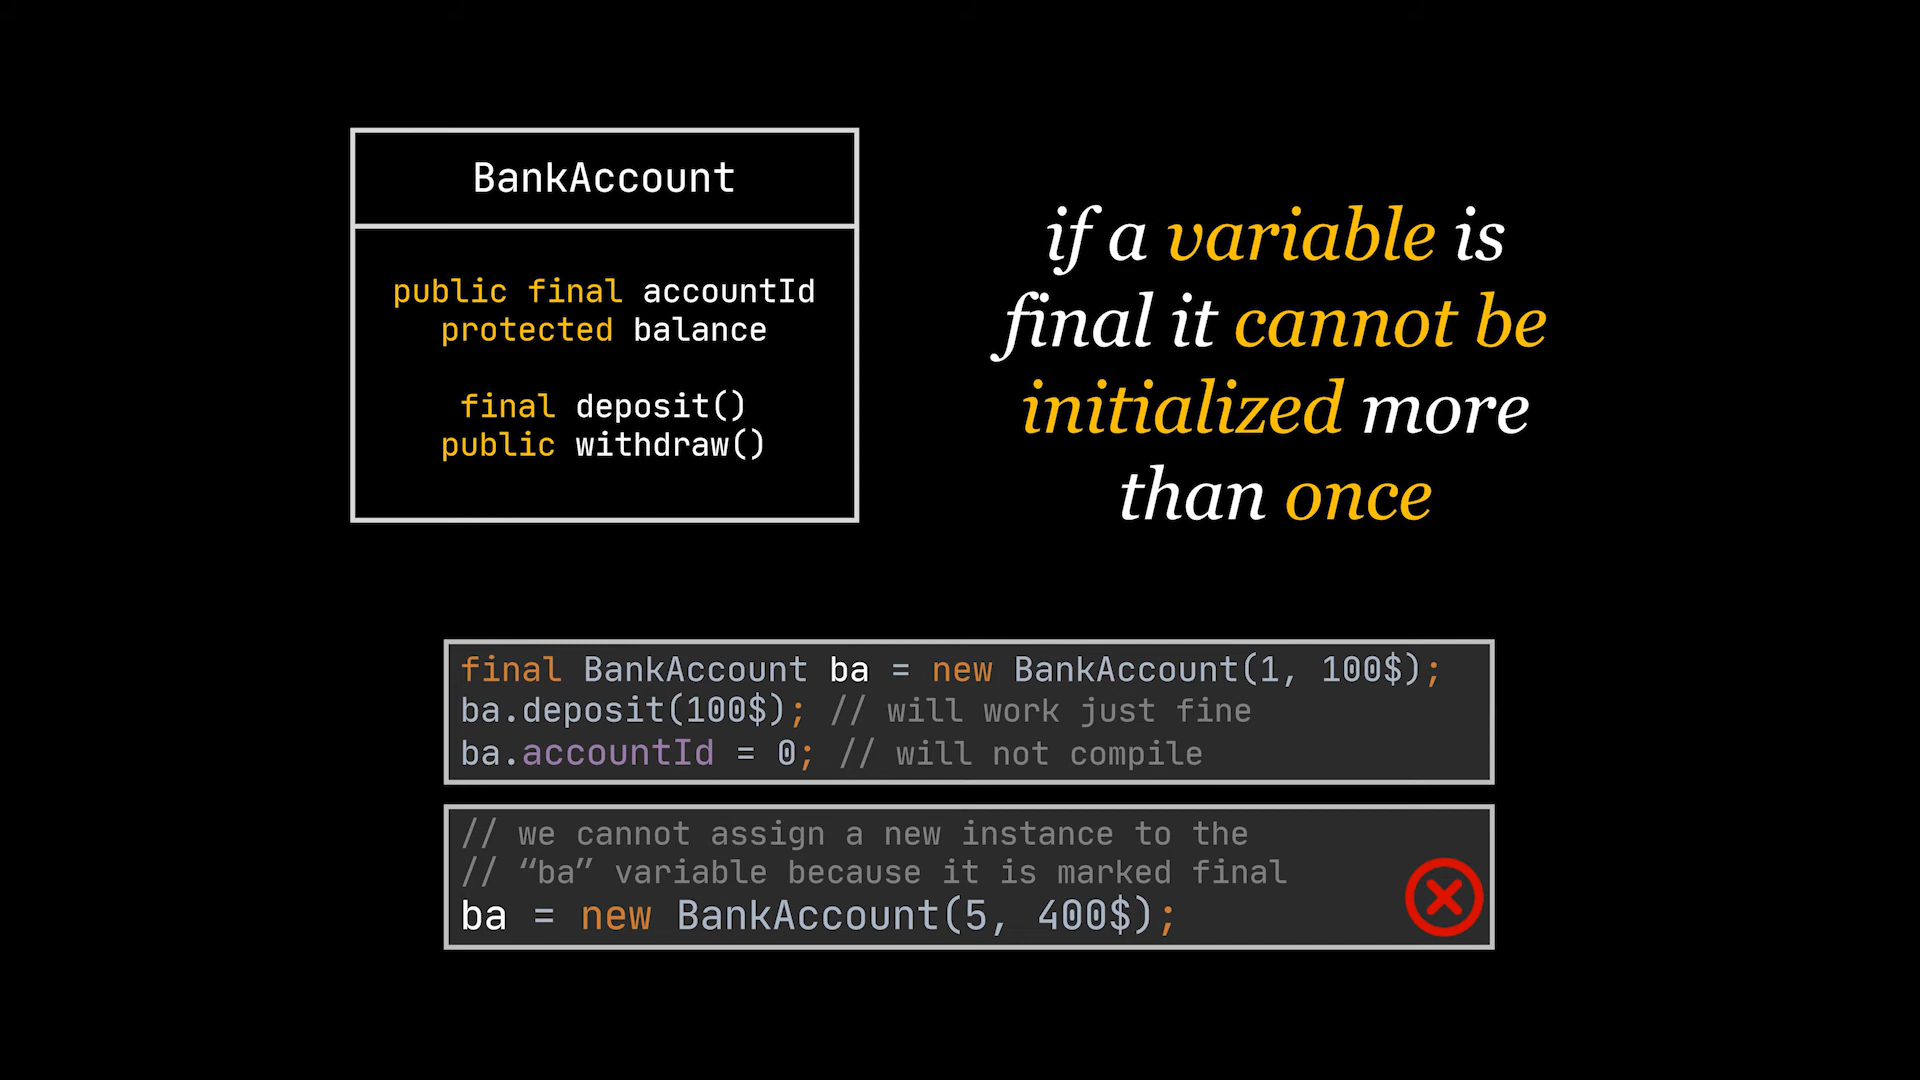 BankAccount
public final accountId
protected balance
final deposit()
public withdraw()
if a variable is
final it cannot be
initialized more
than once
final BankAccount ba = new BankAccount(1, 100$);
ba.deposit(100$); // will work just fine
ba.accountId = 0; // will not compile
// we cannot assign a new instance to the
// “ba” variable because it is marked final
ba = new BankAccount(5, 400$);